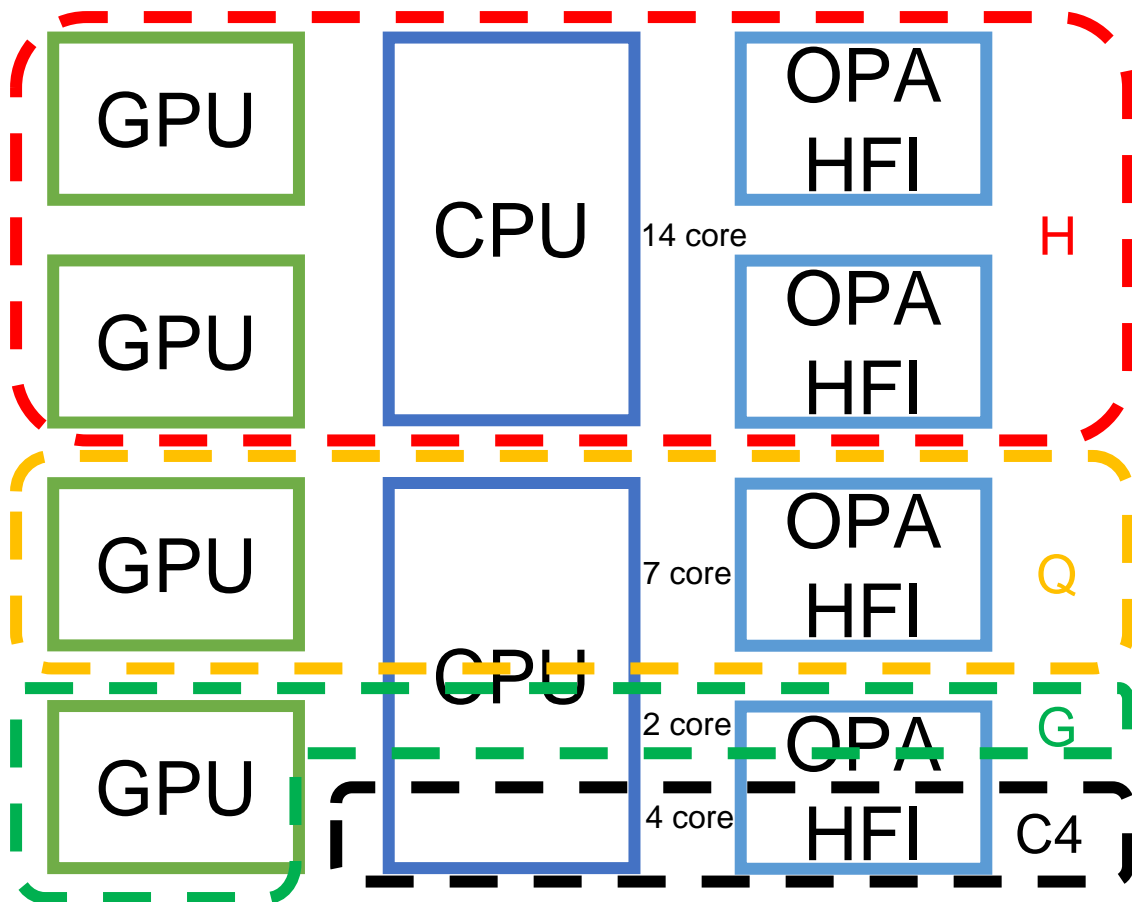 GPU
CPU
OPA
HFI
14 core
H
GPU
OPA
HFI
GPU
CPU
7 core
OPA
HFI
Q
GPU
2 core
OPA
HFI
G
4 core
C4